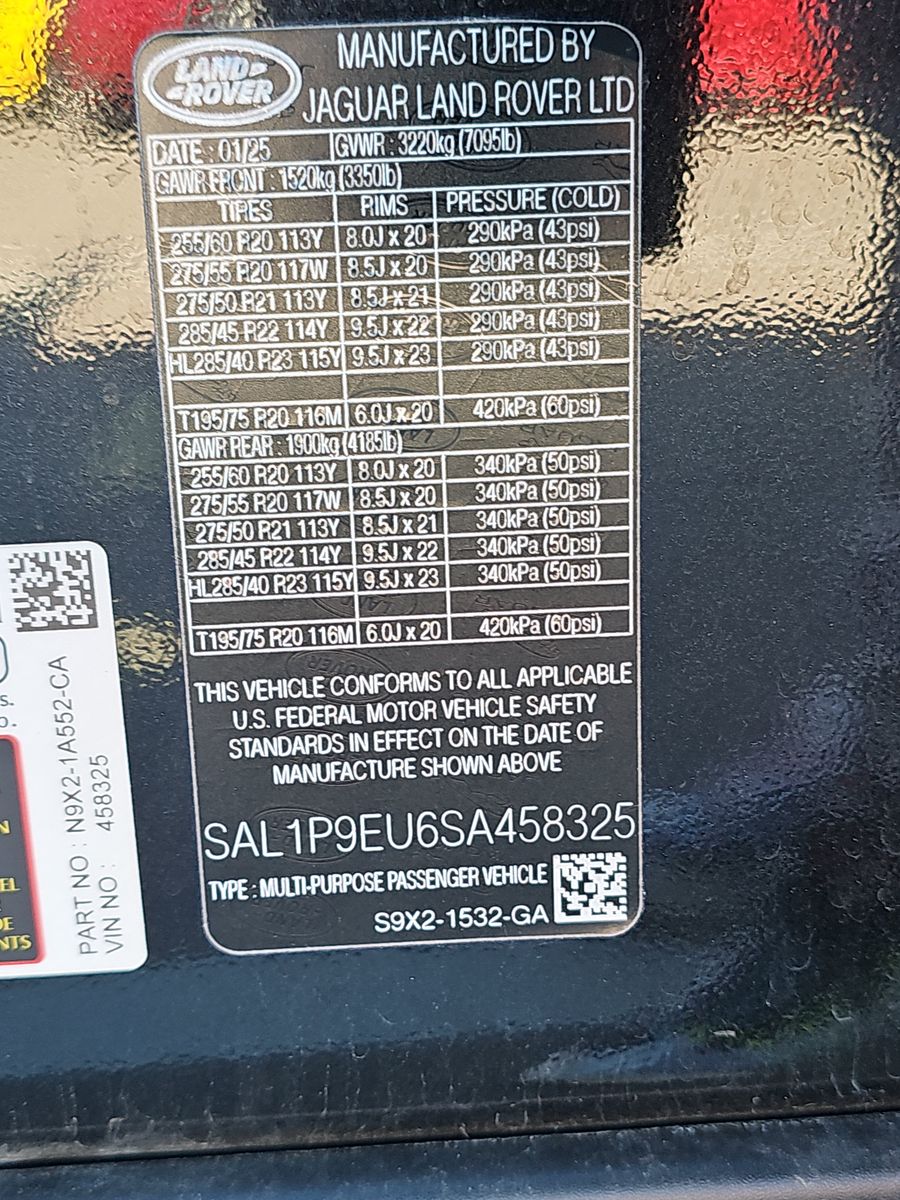 LAND
ROVER
MANUFACTURED BY
JAGUAR LAND ROVER LTD
DATE : 01/25 GVWR : 3220kg (7095lb)
GAWR FRONT : 1520kg (3350lb)
TIRES RIMS PRESSURE (COLD)
255/60 R20 113Y 8.0J x 20 290kPa (43psi)
275/55 R20 117W 8.5J x 20 290kPa (43psi)
275/50 R21 113Y 8.5J x 21 290kPa (43psi)
285/45 R22 114Y 9.5J x 22 290kPa (43psi)
HL285/40 R23 115Y 9.5J x 23 290kPa (43psi)
T195/75 R20 116M 6.0J x 20 420kPa (60psi)
GAWR REAR : 1900kg (4185lb)
255/60 R20 113Y 8.0J x 20 340kPa (50psi)
275/55 R20 117W 8.5J x 20 340kPa (50psi)
275/50 R21 113Y 8.5J x 21 340kPa (50psi)
285/45 R22 114Y 9.5J x 22 340kPa (50psi)
HL285/40 R23 115Y 9.5J x 23 340kPa (50psi)
T195/75 R20 116M 6.0J x 20 420kPa (60psi)
THIS VEHICLE CONFORMS TO ALL APPLICABLE
U.S. FEDERAL MOTOR VEHICLE SAFETY
STANDARDS IN EFFECT ON THE DATE OF
MANUFACTURE SHOWN ABOVE
SAL1P9EU6SA458325
TYPE : MULTI-PURPOSE PASSENGER VEHICLE
S9X2-1532-GA
PART NO : N9X2-1A552-CA
VIN NO : 458325